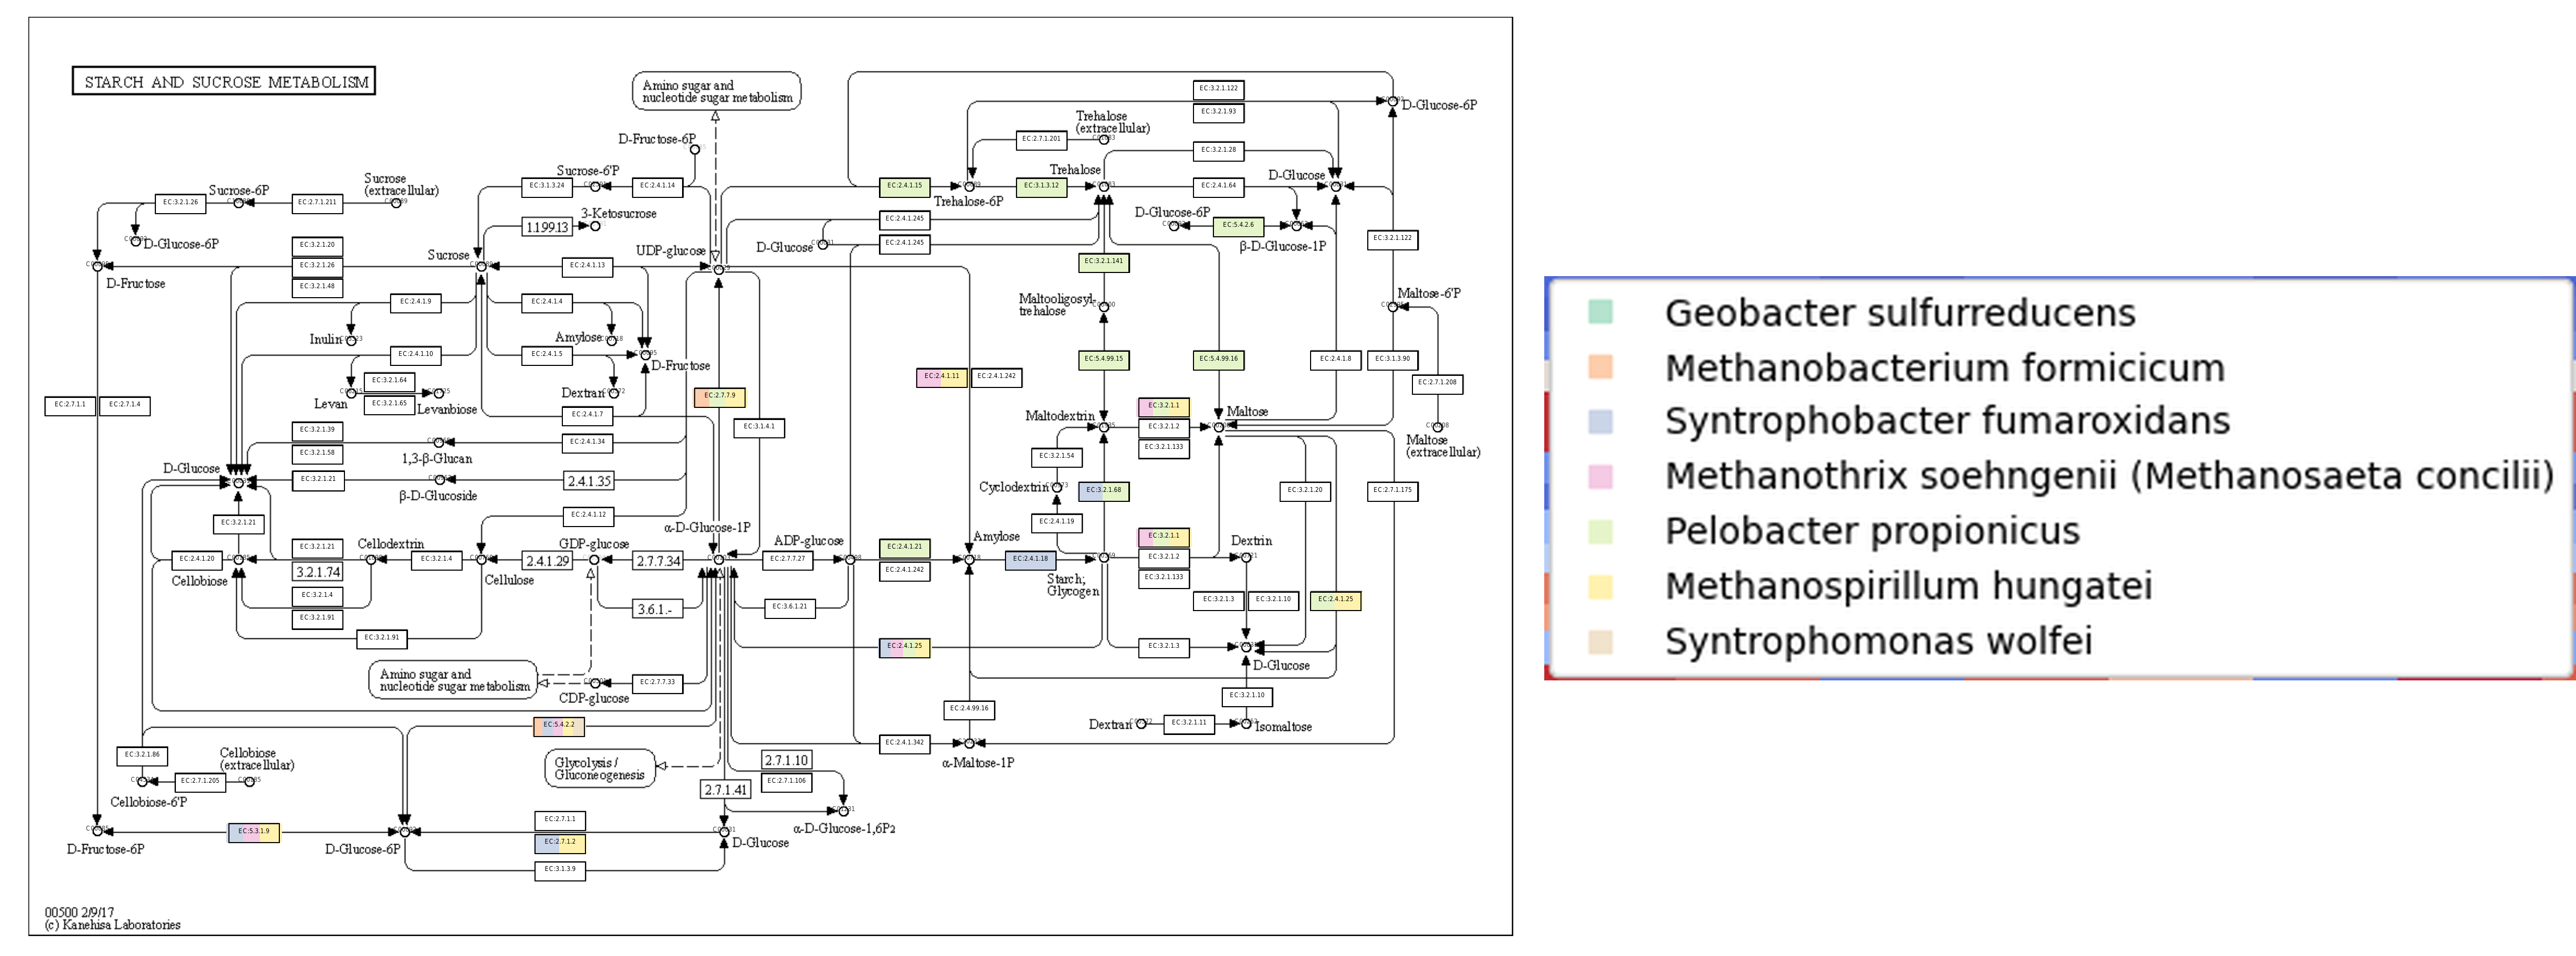 STARCH AND SUCROSE METABOLISM
Amino sugar and
nucleotide sugar metabolism
D-Fructose-6P
Sucrose-6'P
EC:3.1.3.24
EC:2.4.1.14
3-Ketosucrose
1.1.99.13
UDP-glucose
Sucrose
(extracellular)
Sucrose-6P
EC:3.2.1.26
EC:2.7.1.211
D-Glucose-6P
EC:3.2.1.20
EC:3.2.1.26
EC:3.2.1.48
D-Fructose
Sucrose
EC:2.4.1.13
EC:2.4.1.9
EC:2.4.1.4
Inulin
Amylose
EC:2.4.1.10
EC:2.4.1.5
D-Fructose
EC:3.2.1.64
EC:3.2.1.65
Levan
Levanbiose
Dextran
EC:2.7.7.9
EC:2.7.1.1
EC:2.7.1.4
EC:2.4.1.7
EC:3.1.4.1
EC:3.2.1.39
EC:3.2.1.58
EC:2.4.1.34
1,3-β-Glucan
D-Glucose
EC:3.2.1.21
2.4.1.35
β-D-Glucoside
EC:3.2.1.21
EC:2.4.1.12
α-D-Glucose-1P
EC:2.4.1.20
Cellobiose
EC:3.2.1.21
3.2.1.74
EC:3.2.1.4
EC:3.2.1.91
Cellodextrin
EC:3.2.1.4
Cellulose
2.4.1.29
GDP-glucose
2.7.7.34
3.6.1.-
EC:3.2.1.91
Amino sugar and
nucleotide sugar metabolism
CDP-glucose
EC:2.7.7.33
EC:5.4.2.2
Glycolysis /
Gluconeogenesis
EC:3.2.1.86
Cellobiose
(extracellular)
EC:2.7.1.205
Cellobiose-6'P
2.7.1.10
EC:2.7.1.106
2.7.1.41
α-D-Glucose-1,6P2
D-Fructose-6P
EC:5.3.1.9
D-Glucose-6P
EC:2.7.1.1
EC:2.7.1.2
EC:3.1.3.9
D-Glucose
EC:3.2.1.122
EC:3.2.1.93
D-Glucose-6P
Trehalose
(extracellular)
EC:2.7.1.201
EC:3.2.1.28
Trehalose
EC:2.4.1.15
Trehalose-6P
EC:3.1.3.12
EC:2.4.1.64
D-Glucose
D-Glucose-6P
EC:5.4.2.6
β-D-Glucose-1P
EC:2.4.1.245
D-Glucose
EC:2.4.1.245
EC:3.2.1.122
EC:3.2.1.141
Maltooligosyl-
trehalose
Maltose-6'P
EC:5.4.99.15
EC:5.4.99.16
EC:2.4.1.8
EC:3.1.3.90
EC:2.7.1.208
EC:2.4.1.11
EC:2.4.1.242
Maltodextrin
EC:3.2.1.1
EC:3.2.1.2
EC:3.2.1.133
Maltose
Maltose
(extracellular)
EC:3.2.1.54
Cyclodextrin
EC:3.2.1.68
EC:3.2.1.20
EC:2.7.1.175
EC:2.4.1.19
ADP-glucose
EC:2.7.7.27
EC:2.4.1.21
EC:2.4.1.242
Amylose
EC:2.4.1.18
Starch;
Glycogen
EC:3.2.1.1
EC:3.2.1.2
EC:3.2.1.133
Dextrin
EC:3.6.1.21
EC:3.2.1.3
EC:3.2.1.10
EC:2.4.1.25
EC:2.4.1.25
EC:3.2.1.3
D-Glucose
EC:3.2.1.10
EC:2.4.99.16
Dextran
EC:3.2.1.11
Isomaltose
EC:2.4.1.342
α-Maltose-1P
00500 2/9/17
(c) Kanehisa Laboratories
Geobacter sulfurreducens
Methanobacterium formicicum
Syntrophobacter fumaroxidans
Methanothrix soehngenii (Methanosaeta concilii)
Pelobacter propionicus
Methanospirillum hungatei
Syntrophomonas wolfei